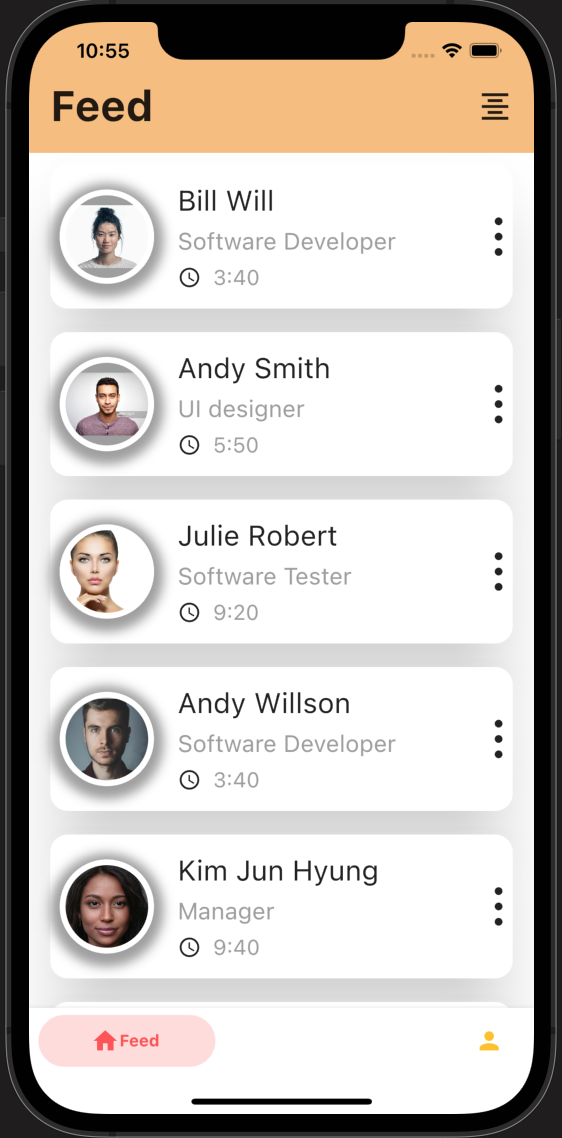 10:55
Feed
Bill Will
Software Developer
3:40
Andy Smith
UI designer
5:50
Julie Robert
Software Tester
9:20
Andy Willson
Software Developer
3:40
Kim Jun Hyung
Manager
9:40
Feed